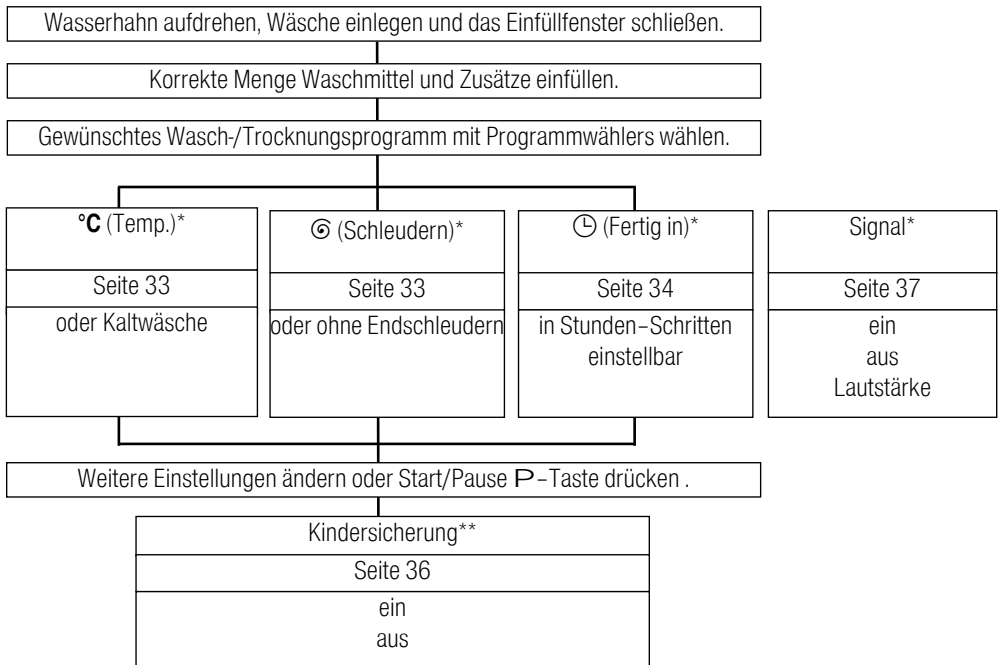 Wasserhahn aufdrehen, Wäsche einlegen und das Einfüllfenster schließen.
Korrekte Menge Waschmittel und Zusätze einfüllen.
Gewünschtes Wasch-/Trocknungsprogramm mit Programmwählers wählen.
°C (Temp.)*
Seite 33
oder Kaltwäsche
(Schleudern)*
Seite 33
oder ohne Endschleudern
(Fertig in)*
Seite 34
in Stunden–Schritten
einstellbar
Signal*
Seite 37
ein
aus
Lautstärke
Weitere Einstellungen ändern oder Start/Pause P–Taste drücken .
Kindersicherung**
Seite 36
ein
aus